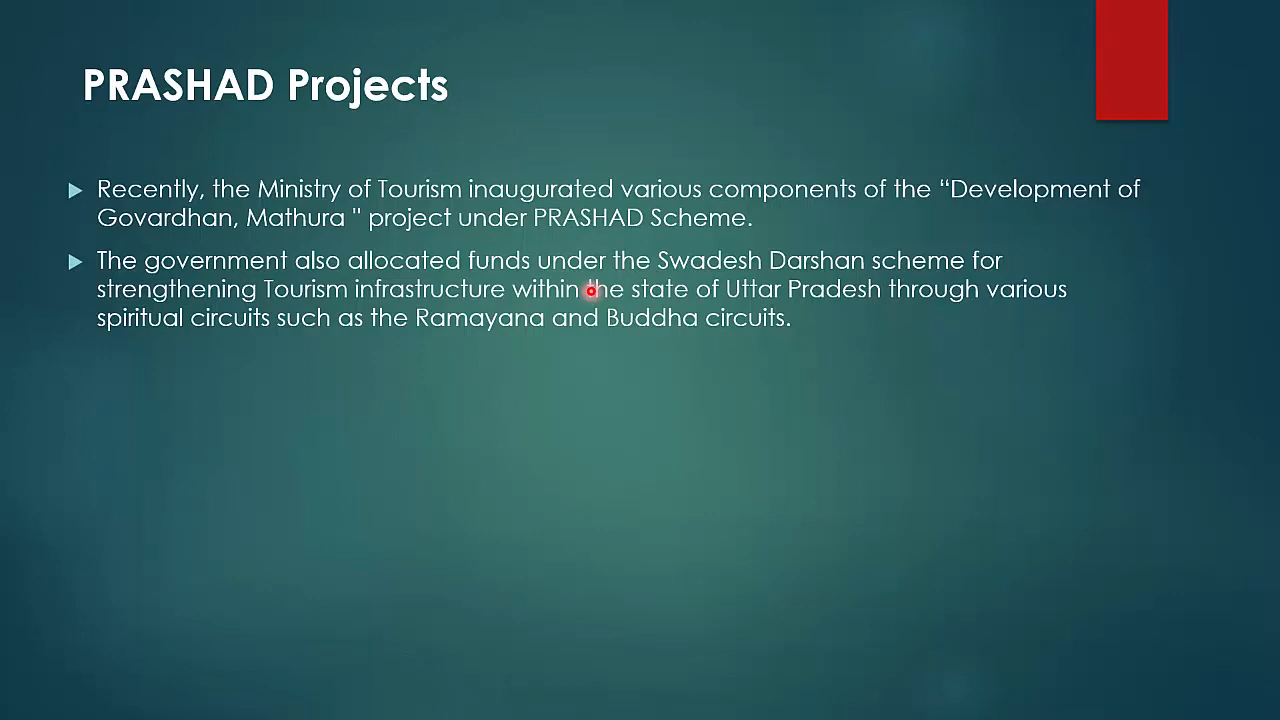 PRASHAD Projects
Recently, the Ministry of Tourism inaugurated various components of the “Development of
Govardhan, Mathura " project under PRASHAD Scheme.
The government also allocated funds under the Swadesh Darshan scheme for
strengthening Tourism infrastructure within the state of Uttar Pradesh through various
spiritual circuits such as the Ramayana and Buddha circuits.